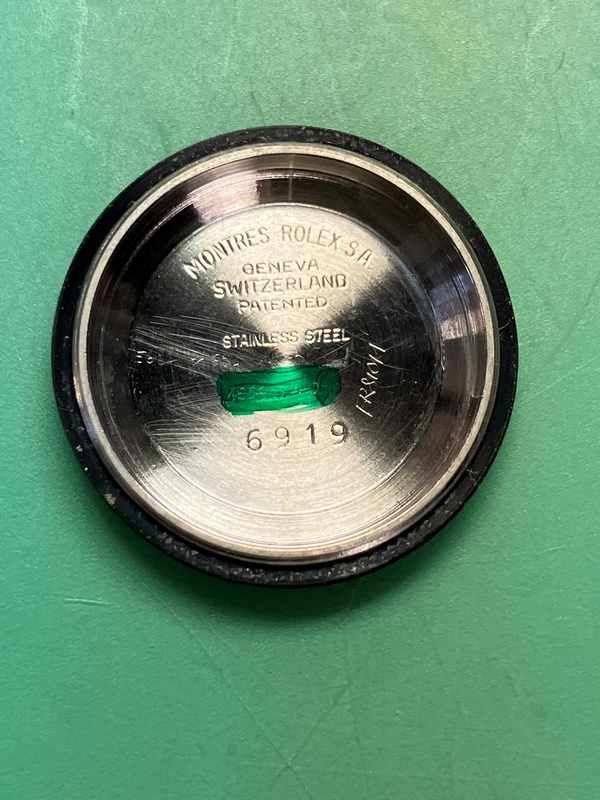 MONTRES ROLEX S.A.
GENEVA
SWITZERLAND
PATENTED
STAINLESS STEEL
6919